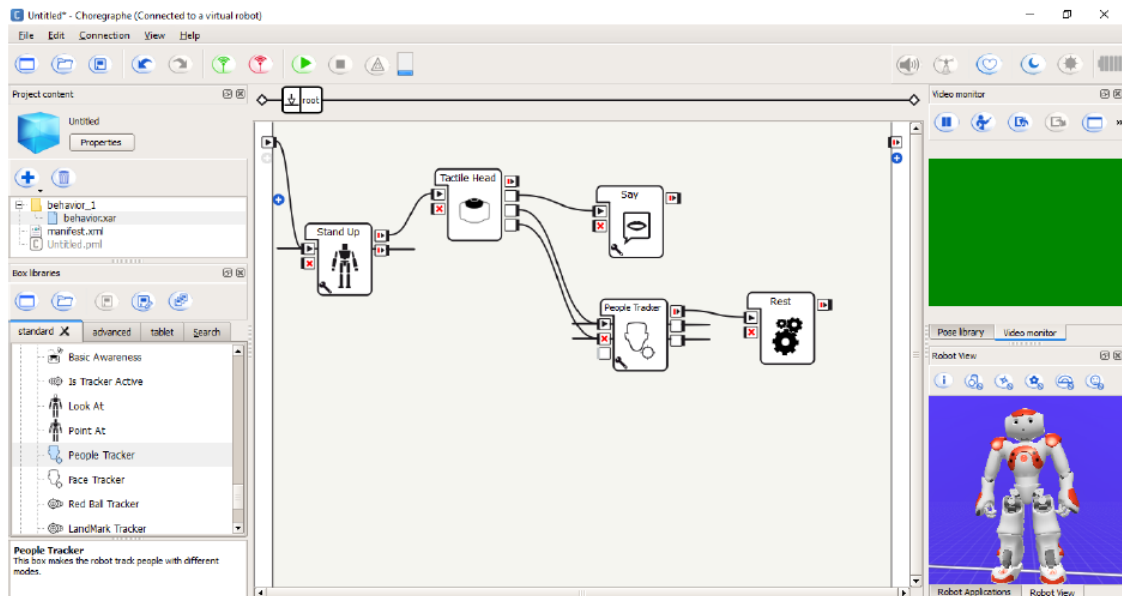 Untitled* - Choregraphe (Connected to a virtual robot)
File Edit Connection View Help
Project content
Untitled
Properties
behavior_1
behavior.xar
manifest.xml
Untitled.pml
Box libraries
standard advanced tablet Search
Basic Awareness
Is Tracker Active
Look At
Point At
People Tracker
Face Tracker
Red Ball Tracker
LandMark Tracker
People Tracker
This box makes the robot track people with different
modes.
root
Tactile Head
Say
Stand Up
People Tracker
Rest
Video monitor
Pose library Video monitor
Robot View
Robot Applications Robot View